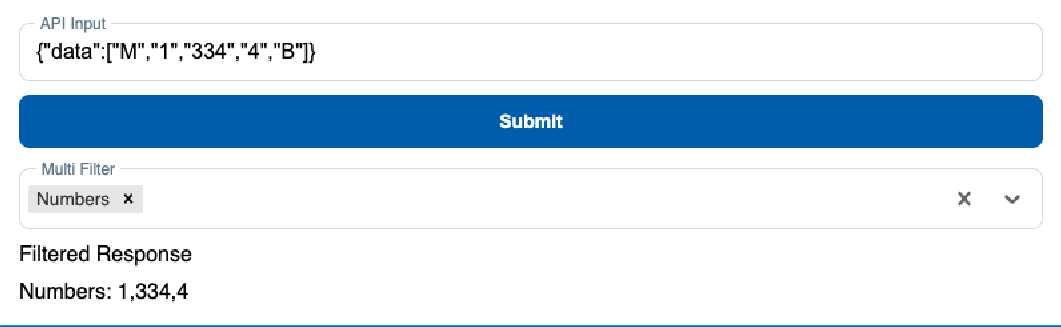 API Input
{"data":["M","1","334","4","B"]}
Submit
Multi Filter
Numbers ×
Filtered Response
Numbers: 1,334,4